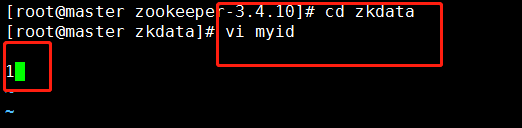 [root@master zookeeper-3.4.10]# cd zkdata
[root@master zkdata]# vi myid
1
~
~